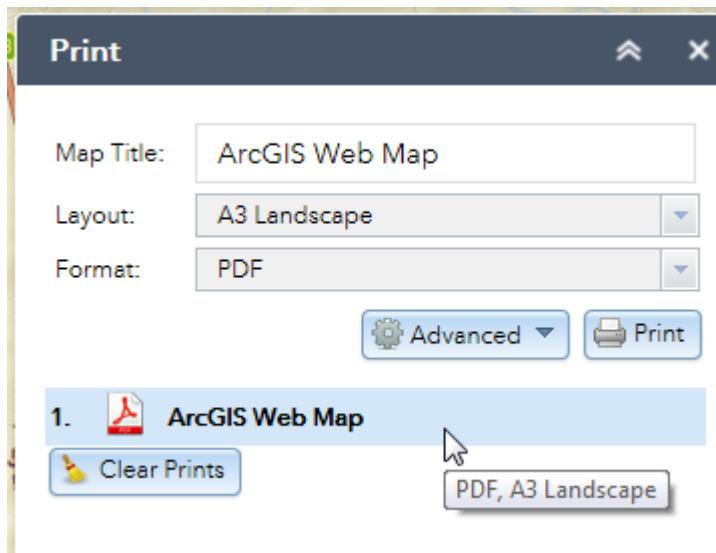 Print
Map Title: ArcGIS Web Map
Layout: A3 Landscape
Format: PDF
Advanced Print
1. ArcGIS Web Map
Clear Prints
PDF, A3 Landscape